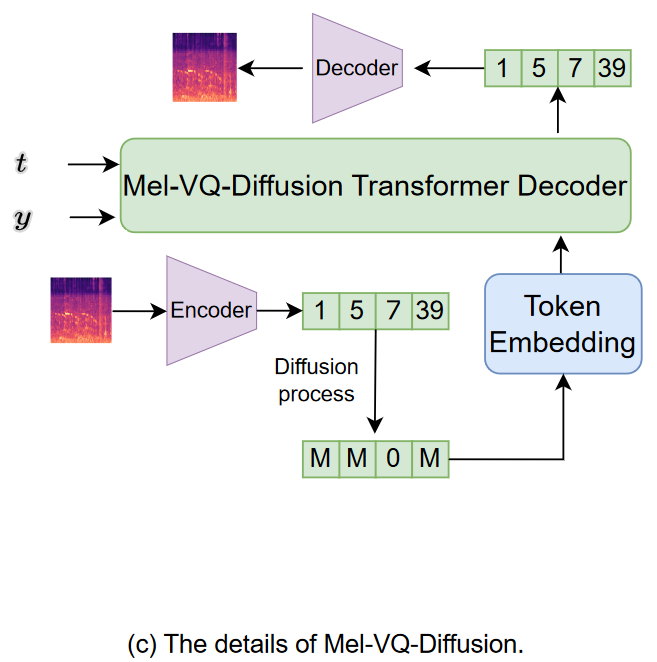 Decoder
1 5 7 39
t
Mel-VQ-Diffusion Transformer Decoder
y
Encoder
1 5 7 39
Token
Embedding
Diffusion
process
M M 0 M
(c) The details of Mel-VQ-Diffusion.